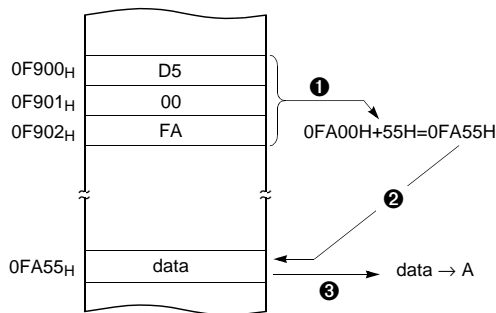 0F900H D5
0F901H 00
0F902H FA
❶
0FA00H+55H=0FA55H
❷
0FA55H data
❸
data → A